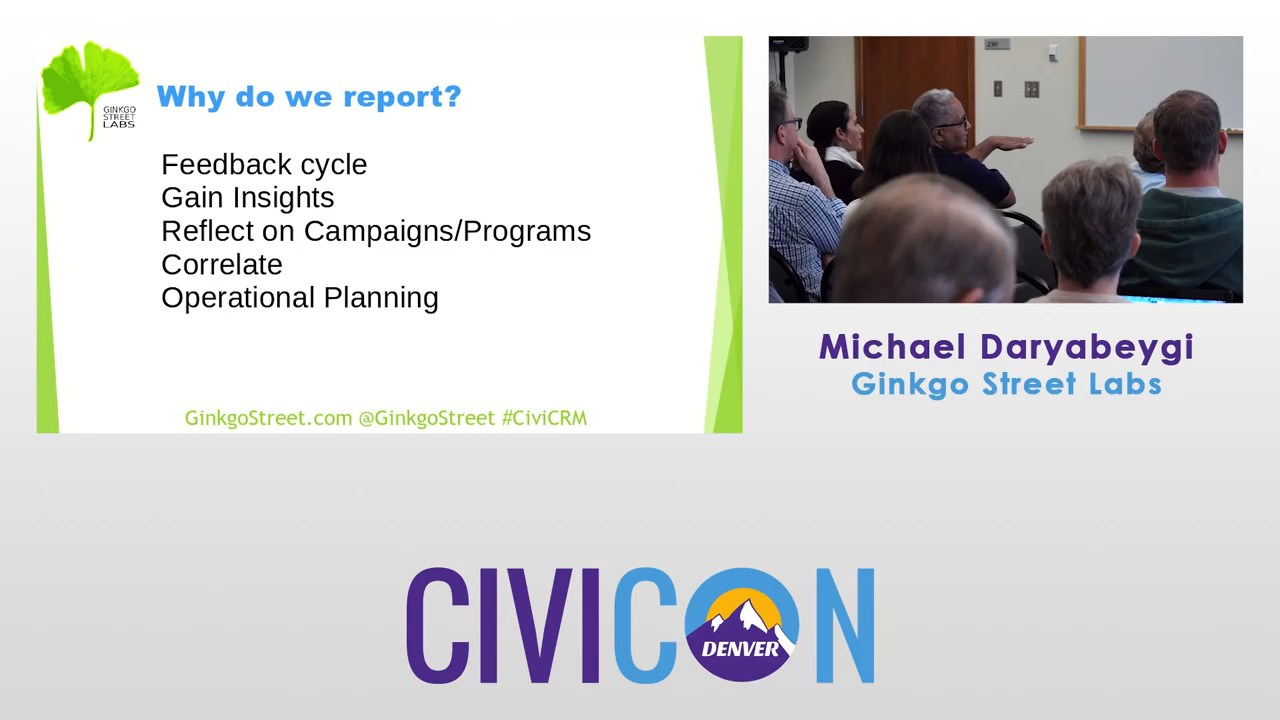 GINKGO
STREET
LABS
Why do we report?
Feedback cycle
Gain Insights
Reflect on Campaigns/Programs
Correlate
Operational Planning
GinkgoStreet.com @GinkgoStreet #CiviCRM
230
Michael Daryabeygi
Ginkgo Street Labs
CIVICON
DENVER